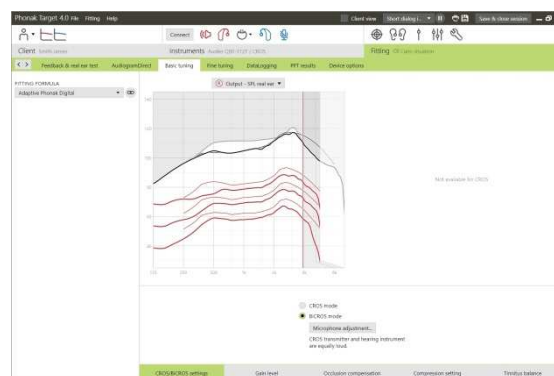 Phonak Target 4.0 File Fitting Help
Client view Short dialog I... Save & close session
Connect
Client Instruments Fitting
Feedback & real ear test AudiogramDirect Basic tuning Fine tuning DataLogging PFT results Device options
FITTING FORMULA
Adaptive Phonak Digital
Output - SPL real ear
Not available for CROS
CROS mode
BiCROS mode
Microphone adjustment...
CROS transmitter and hearing instrument
are equally loud.
CROS/BiCROS settings Gain level Occlusion compensation Compression setting Tinnitus balance